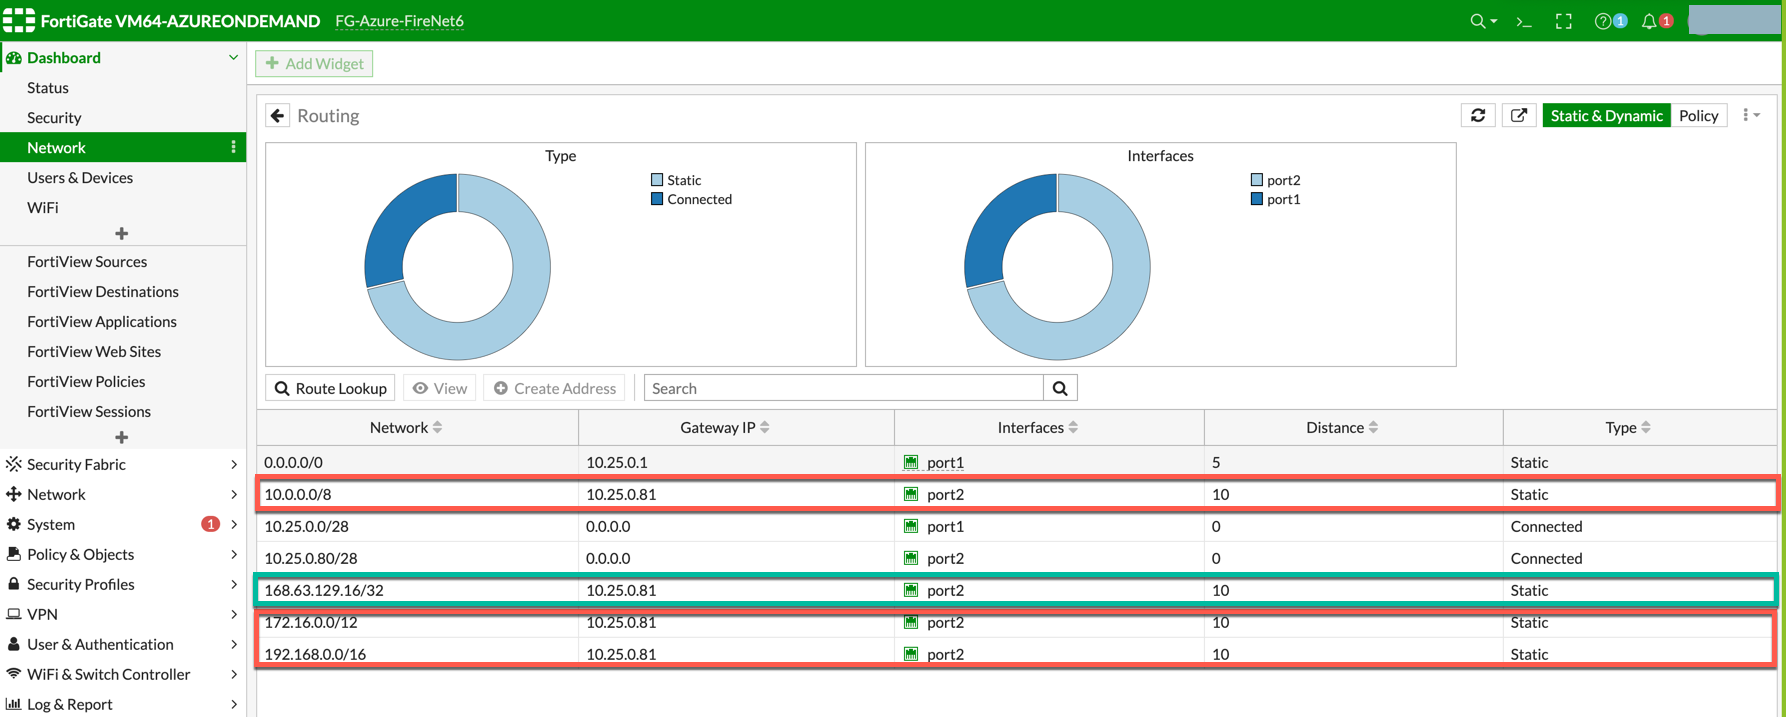 FortiGate VM64-AZUREONDEMAND FG-Azure-FireNet6 1 1
Dashboard
Status
Security
Network
Users & Devices
WiFi
FortiView Sources
FortiView Destinations
FortiView Applications
FortiView Web Sites
FortiView Policies
FortiView Sessions
Security Fabric
Network
System 1
Policy & Objects
Security Profiles
VPN
User & Authentication
WiFi & Switch Controller
Log & Report
Add Widget
Routing Static & Dynamic Policy
Type
Static
Connected
Interfaces
port2
port1
Route Lookup View Create Address Search
Network Gateway IP Interfaces Distance Type
0.0.0.0/0 10.25.0.1 port1 5 Static
10.0.0.0/8 10.25.0.81 port2 10 Static
10.25.0.0/28 0.0.0.0 port1 0 Connected
10.25.0.80/28 0.0.0.0 port2 0 Connected
168.63.129.16/32 10.25.0.81 port2 10 Static
172.16.0.0/12 10.25.0.81 port2 10 Static
192.168.0.0/16 10.25.0.81 port2 10 Static